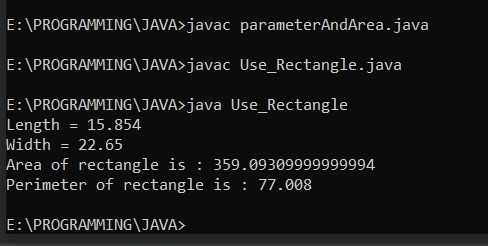 E:\PROGRAMMING\JAVA>javac parameterAndArea.java
E:\PROGRAMMING\JAVA>javac Use_Rectangle.java
E:\PROGRAMMING\JAVA>java Use_Rectangle
Length = 15.854
Width = 22.65
Area of rectangle is : 359.09309999999994
Perimeter of rectangle is : 77.008
E:\PROGRAMMING\JAVA>